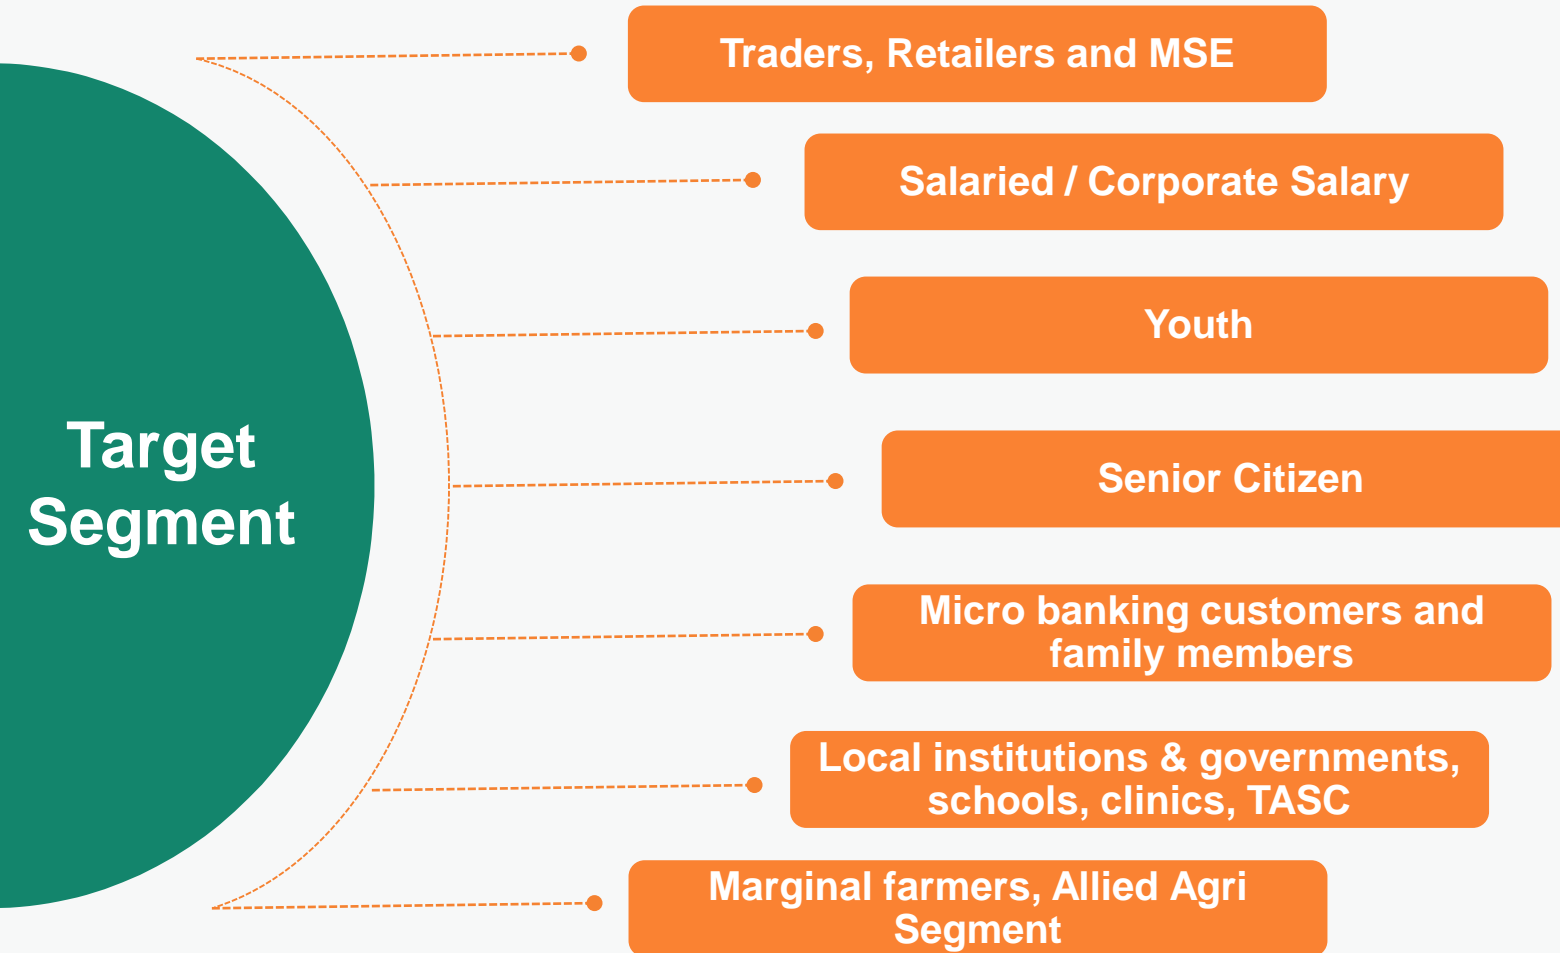 Target
Segment
Traders, Retailers and MSE
Salaried / Corporate Salary
Youth
Senior Citizen
Micro banking customers and
family members
Local institutions & governments,
schools, clinics, TASC
Marginal farmers, Allied Agri
Segment